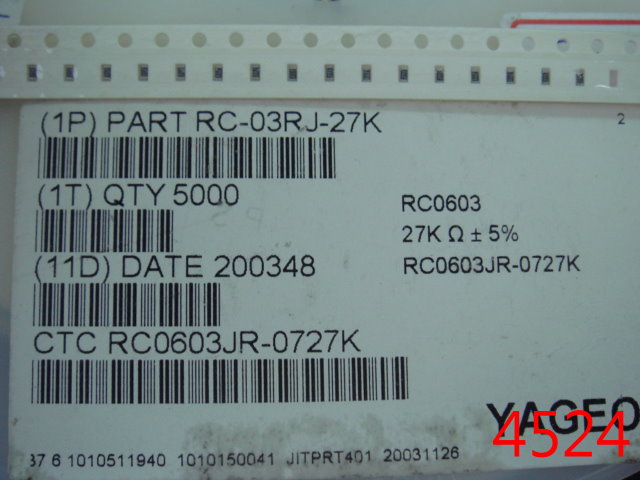 2
(1P) PART RC-03RJ-27K
(1T) QTY 5000
RC0603
27K Ω ± 5%
(11D) DATE 200348
RC0603JR-0727K
CTC RC0603JR-0727K
YAGEO
4524
37 6 1010511940 1010150041 JITPRT401 20031126